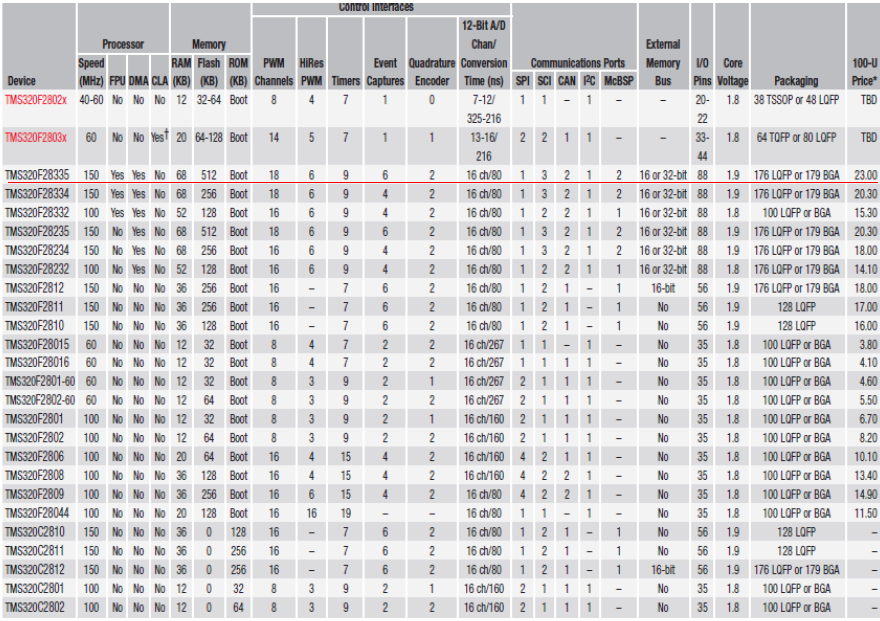 Control Interfaces
12-Bit A/D
Processor Memory Chan/ External
Speed RAM Flash ROM PWM HiRes Event Quadrature Conversion Communications Ports Memory I/O Core 100-U
Device (MHz) FPU DMA CLA (KB) (KB) (KB) Channels PWM Timers Captures Encoder Time (ns) SPI SCI CAN I²C McBSP Bus Pins Voltage Packaging Price*
TMS320F2802x 40-60 No No No 12 32-64 Boot 8 4 7 1 0 7-12/ 1 1 – 1 – – 20- 1.8 38 TSSOP or 48 LQFP TBD
325-216 22
TMS320F2803x 60 No No Yes† 20 64-128 Boot 14 5 7 1 1 13-16/ 2 2 1 1 – – 33- 1.8 64 TQFP or 80 LQFP TBD
216 44
TMS320F28335 150 Yes Yes No 68 512 Boot 18 6 9 6 2 16 ch/80 1 3 2 1 2 16 or 32-bit 88 1.9 176 LQFP or 179 BGA 23.00
TMS320F28334 150 Yes Yes No 68 256 Boot 18 6 9 4 2 16 ch/80 1 3 2 1 2 16 or 32-bit 88 1.9 176 LQFP or 179 BGA 20.30
TMS320F28332 100 Yes Yes No 52 128 Boot 16 6 9 4 2 16 ch/80 1 2 2 1 1 16 or 32-bit 88 1.8 100 LQFP or BGA 15.30
TMS320F28235 150 No Yes No 68 512 Boot 18 6 9 6 2 16 ch/80 1 3 2 1 2 16 or 32-bit 88 1.9 176 LQFP or 179 BGA 20.30
TMS320F28234 150 No Yes No 68 256 Boot 16 6 9 4 2 16 ch/80 1 3 2 1 2 16 or 32-bit 88 1.9 176 LQFP or 179 BGA 18.00
TMS320F28232 100 No Yes No 52 128 Boot 16 6 9 4 2 16 ch/80 1 2 2 1 1 16 or 32-bit 88 1.8 176 LQFP or 179 BGA 14.10
TMS320F2812 150 No No No 36 256 Boot 16 – 7 6 2 16 ch/80 1 2 1 – 1 16-bit 56 1.9 176 LQFP or 179 BGA 18.00
TMS320F2811 150 No No No 36 256 Boot 16 – 7 6 2 16 ch/80 1 2 1 – 1 No 56 1.9 128 LQFP 17.00
TMS320F2810 150 No No No 36 128 Boot 16 – 7 6 2 16 ch/80 1 2 1 – 1 No 56 1.9 128 LQFP 16.00
TMS320F28015 60 No No No 12 32 Boot 8 4 7 2 2 16 ch/267 1 1 – 1 – No 35 1.8 100 LQFP or BGA 3.80
TMS320F28016 60 No No No 12 32 Boot 8 4 7 2 2 16 ch/267 1 1 1 1 – No 35 1.8 100 LQFP or BGA 4.10
TMS320F2801-60 60 No No No 12 32 Boot 8 3 9 2 1 16 ch/267 2 1 1 1 – No 35 1.8 100 LQFP or BGA 4.60
TMS320F2802-60 60 No No No 12 64 Boot 8 3 9 2 2 16 ch/267 2 1 1 1 – No 35 1.8 100 LQFP or BGA 5.50
TMS320F2801 100 No No No 12 32 Boot 8 3 9 2 1 16 ch/160 2 1 1 1 – No 35 1.8 100 LQFP or BGA 6.70
TMS320F2802 100 No No No 12 64 Boot 8 3 9 2 2 16 ch/160 2 1 1 1 – No 35 1.8 100 LQFP or BGA 8.20
TMS320F2806 100 No No No 20 64 Boot 16 4 15 4 2 16 ch/160 4 2 1 1 – No 35 1.8 100 LQFP or BGA 10.10
TMS320F2808 100 No No No 36 128 Boot 16 4 15 4 2 16 ch/160 4 2 2 1 – No 35 1.8 100 LQFP or BGA 13.40
TMS320F2809 100 No No No 36 256 Boot 16 6 15 4 2 16 ch/80 4 2 2 1 – No 35 1.8 100 LQFP or BGA 14.90
TMS320F28044 100 No No No 20 128 Boot 16 16 19 – – 16 ch/80 1 1 – 1 – No 35 1.8 100 LQFP or BGA 11.50
TMS320C2810 150 No No No 36 0 128 16 – 7 6 2 16 ch/80 1 2 1 – 1 No 56 1.9 128 LQFP –
TMS320C2811 150 No No No 36 0 256 16 – 7 6 2 16 ch/80 1 2 1 – 1 No 56 1.9 128 LQFP –
TMS320C2812 150 No No No 36 0 256 16 – 7 6 2 16 ch/80 1 2 1 – 1 16-bit 56 1.9 176 LQFP or 179 BGA –
TMS320C2801 100 No No No 12 0 32 8 3 9 2 1 16 ch/160 2 1 1 1 – No 35 1.8 100 LQFP or BGA –
TMS320C2802 100 No No No 12 0 64 8 3 9 2 2 16 ch/160 2 1 1 1 – No 35 1.8 100 LQFP or BGA –